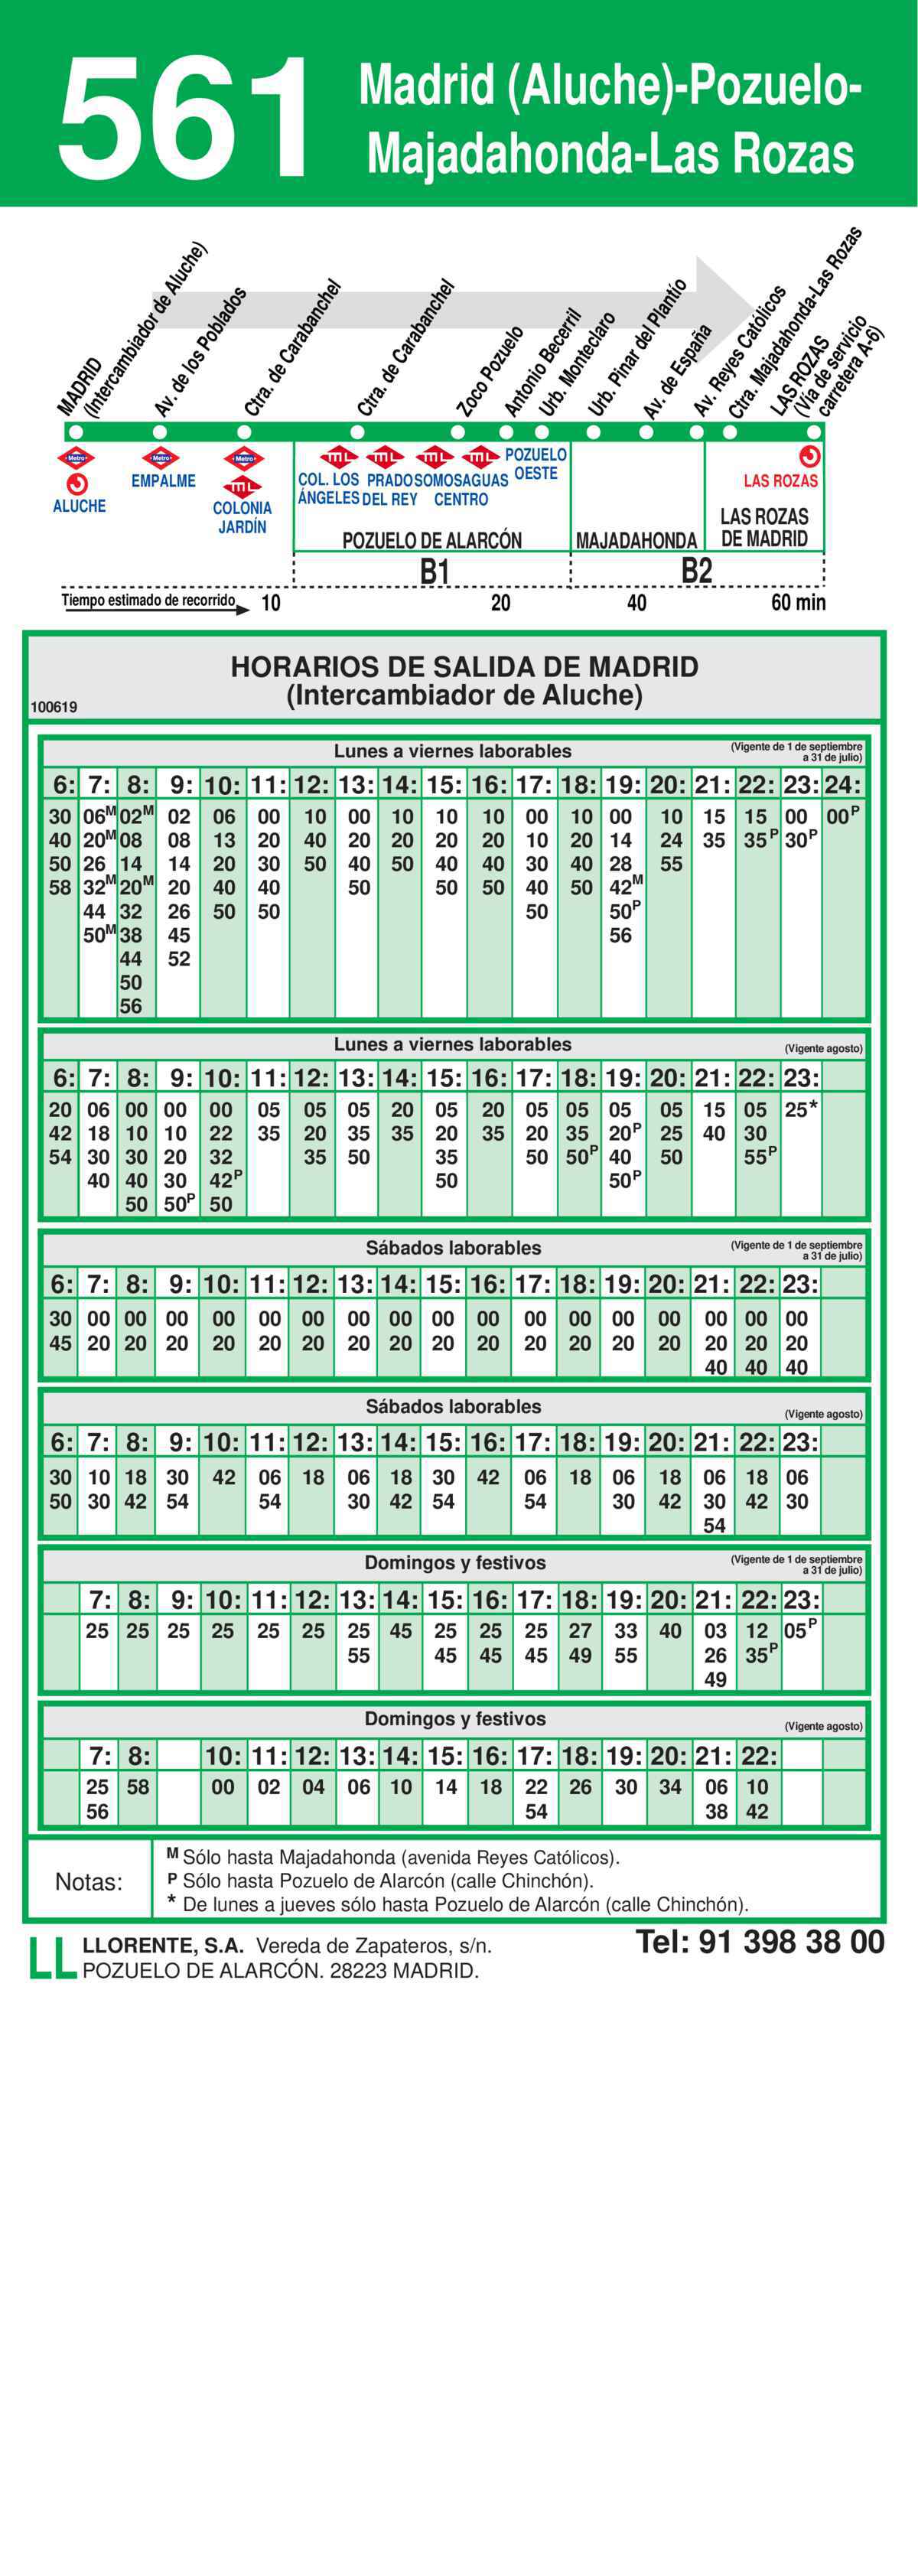 561
Madrid (Aluche)-Pozuelo-
Majadahonda-Las Rozas
MADRID
(Intercambiador de Aluche)
Av. de los Poblados
Ctra. de Carabanchel
Ctra. de Carabanchel
Zoco Pozuelo
Antonio Becerril
Urb. Monteclaro
Urb. Pinar del Plantío
Av. de España
Av. Reyes Católicos
Ctra. Majadahonda-Las Rozas
LAS ROZAS
(Vía de servicio
carretera A-6)
Metro Metro Metro ML ML ML ML POZUELO
OESTE
ALUCHE EMPALME ML COLONIA
JARDÍN
COL. LOS PRADO SOMOSAGUAS LAS ROZAS
ÁNGELES DEL REY CENTRO
POZUELO DE ALARCÓN MAJADAHONDA LAS ROZAS
DE MADRID
B1 B2
Tiempo estimado de recorrido 10 20 40 60 min
HORARIOS DE SALIDA DE MADRID
(Intercambiador de Aluche)
100619
Lunes a viernes laborables (Vigente de 1 de septiembre
a 31 de julio)
6: 7: 8: 9: 10: 11: 12: 13: 14: 15: 16: 17: 18: 19: 20: 21: 22: 23: 24:
30 06M 02M 02 06 00 10 00 10 10 10 00 10 00 10 15 15 00 00P
40 20M 08 08 13 20 40 20 20 20 20 10 20 14 24 35 35P 30P
50 26 14 14 20 30 50 40 50 40 40 30 40 28 55
58 32M 20M 20 40 40 50 50 50 40 50 42M
44 32 26 50 50 50 50P
50M 38 45 56
44 52
50
56
Lunes a viernes laborables (Vigente agosto)
6: 7: 8: 9: 10: 11: 12: 13: 14: 15: 16: 17: 18: 19: 20: 21: 22: 23:
20 06 00 00 00 05 05 05 20 05 20 05 05 05 05 15 05 25*
42 18 10 10 22 35 20 35 35 20 35 20 35 20P 25 40 30
54 30 30 20 32 35 50 35 50 50P 40 50 55P
40 40 30 42P 50 50P
50 50P 50
Sábados laborables (Vigente de 1 de septiembre
a 31 de julio)
6: 7: 8: 9: 10: 11: 12: 13: 14: 15: 16: 17: 18: 19: 20: 21: 22: 23:
30 00 00 00 00 00 00 00 00 00 00 00 00 00 00 00 00 00
45 20 20 20 20 20 20 20 20 20 20 20 20 20 20 20 20 20
40 40 40
Sábados laborables (Vigente agosto)
6: 7: 8: 9: 10: 11: 12: 13: 14: 15: 16: 17: 18: 19: 20: 21: 22: 23:
30 10 18 30 42 06 18 06 18 30 42 06 18 06 18 06 18 06
50 30 42 54 54 30 42 54 54 30 42 30 42 30
54
Domingos y festivos (Vigente de 1 de septiembre
a 31 de julio)
7: 8: 9: 10: 11: 12: 13: 14: 15: 16: 17: 18: 19: 20: 21: 22: 23:
25 25 25 25 25 25 25 45 25 25 25 27 33 40 03 12 05P
55 45 45 45 49 55 26 35P
49
Domingos y festivos (Vigente agosto)
7: 8: 10: 11: 12: 13: 14: 15: 16: 17: 18: 19: 20: 21: 22:
25 58 00 02 04 06 10 14 18 22 26 30 34 06 10
56 54 38 42
Notas:
M Sólo hasta Majadahonda (avenida Reyes Católicos).
P Sólo hasta Pozuelo de Alarcón (calle Chinchón).
* De lunes a jueves sólo hasta Pozuelo de Alarcón (calle Chinchón).
LL LLORENTE, S.A. Vereda de Zapateros, s/n. Tel: 91 398 38 00
POZUELO DE ALARCÓN. 28223 MADRID.